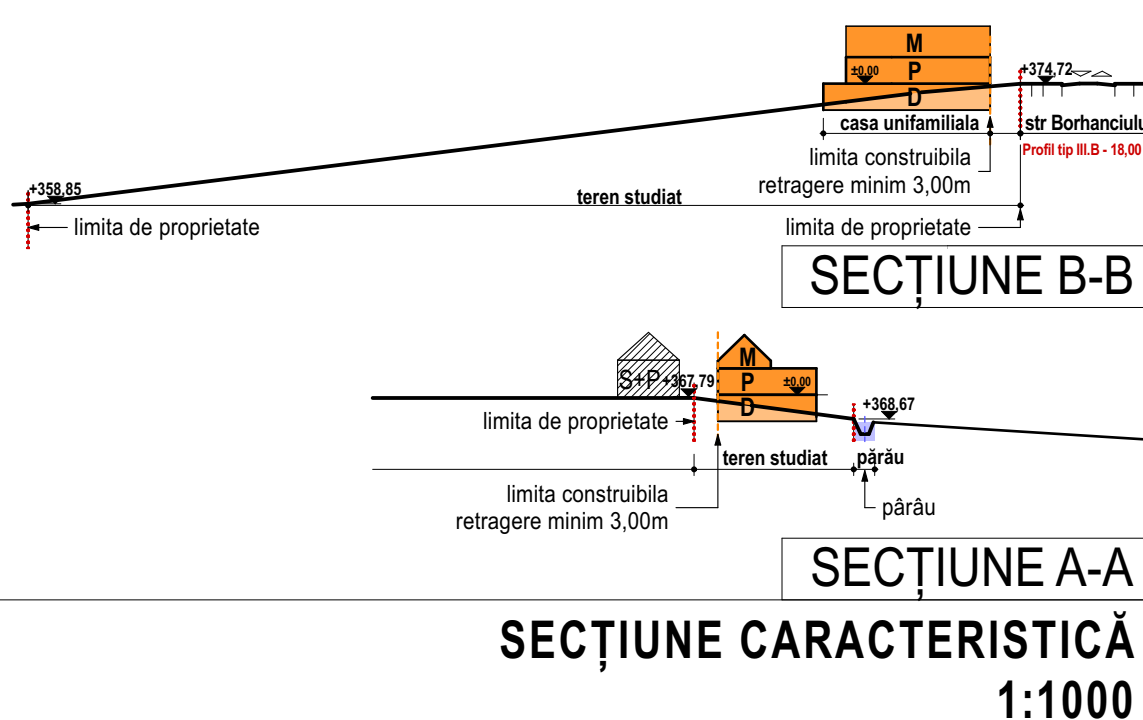 M
±0.00 P
+374,72
D
casa unifamiliala
str Borhanciulu
limita construibila
retragere minim 3,00m
Profil tip III.B - 18,00
+358,85
teren studiat
limita de proprietate
limita de proprietate
SECȚIUNE B-B
M
S+P
+367,79
P
±0.00
D
+368,67
limita de proprietate
teren studiat
părău
limita construibila
retragere minim 3,00m
pârâu
SECȚIUNE A-A
SECȚIUNE CARACTERISTICĂ
1:1000